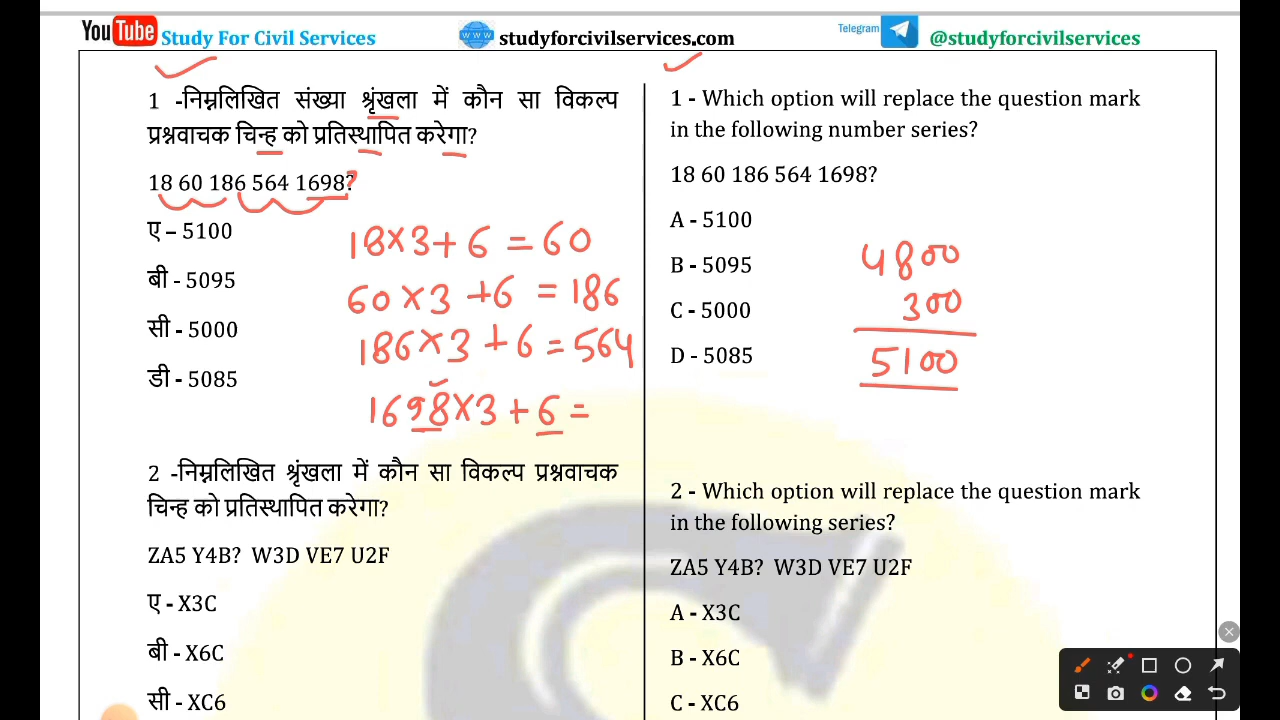 YouTube Study For Civil Services
WWW studyforcivilservices.com
Telegram @studyforcivilservices
1 -निम्नलिखित संख्या श्रृंखला में कौन सा विकल्प
प्रश्नवाचक चिन्ह को प्रतिस्थापित करेगा?
18 60 186 564 1698?
ए – 5100
बी - 5095
सी - 5000
डी - 5085
18×3+6 = 60
60×3 +6 = 186
186×3 +6 = 564
1698×3 + 6 =
2 -निम्नलिखित श्रृंखला में कौन सा विकल्प प्रश्नवाचक
चिन्ह को प्रतिस्थापित करेगा?
ZA5 Y4B? W3D VE7 U2F
ए - X3C
बी - X6C
सी - XC6
1 - Which option will replace the question mark
in the following number series?
18 60 186 564 1698?
A - 5100
B - 5095
C - 5000
D - 5085
4800
300
5100
2 - Which option will replace the question mark
in the following series?
ZA5 Y4B? W3D VE7 U2F
A - X3C
B - X6C
C - XC6